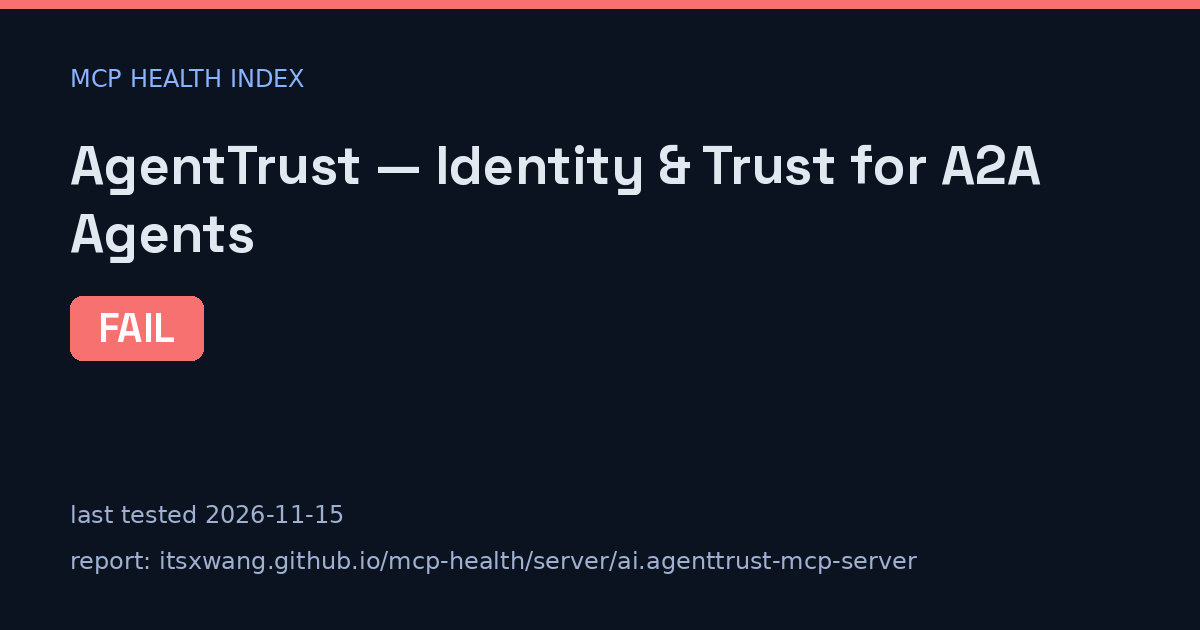 MCP HEALTH INDEX
AgentTrust — Identity & Trust for A2A
Agents
FAIL
last tested 2026-11-15
report: itsxwang.github.io/mcp-health/server/ai.agenttrust-mcp-server